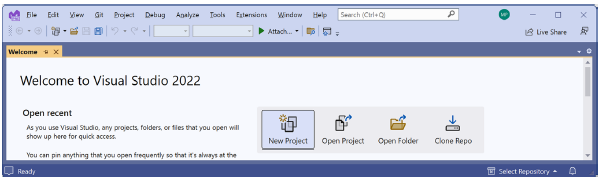 File Edit View Git Project Debug Analyze Tools Extensions Window Help Search (Ctrl+Q) MP
Attach... Live Share
Welcome
Welcome to Visual Studio 2022
Open recent
As you use Visual Studio, any projects, folders, or files that you open will
show up here for quick access.
You can pin anything that you open frequently so that it's always at the
New Project Open Project Open Folder Clone Repo
Ready Select Repository